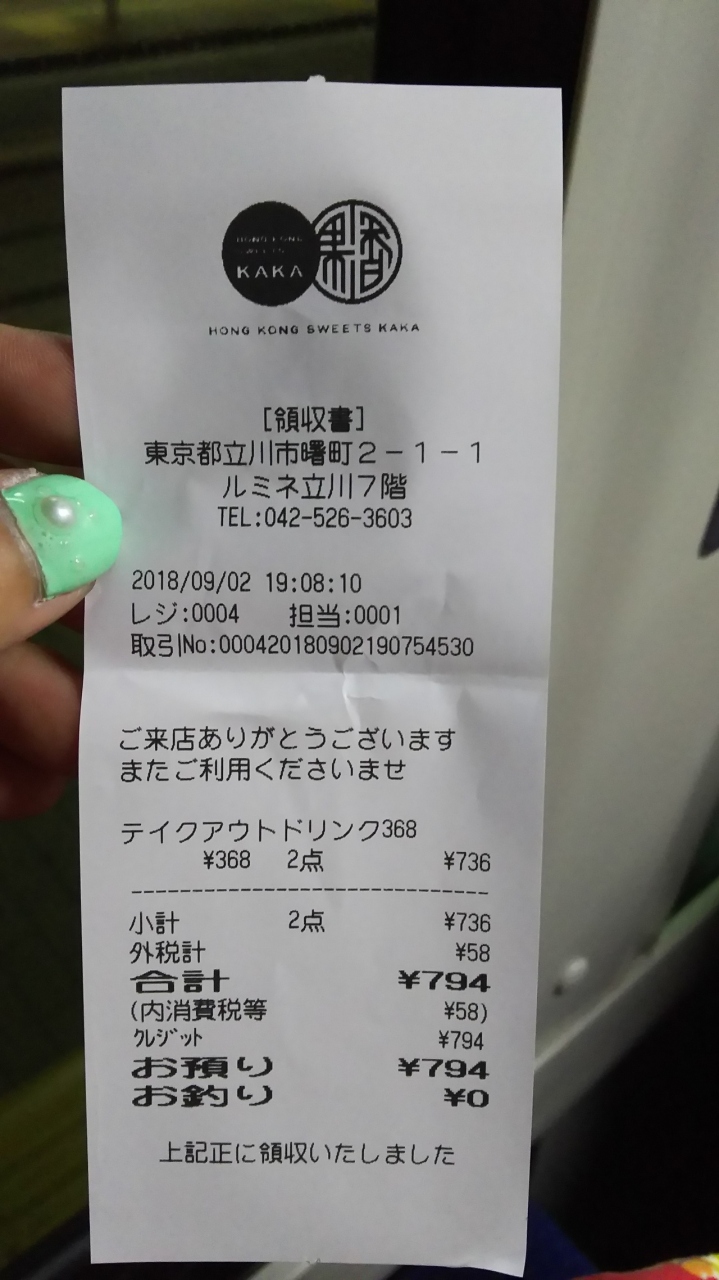 HONG KONG
SWEETS
KAKA
果香
HONG KONG SWEETS KAKA
[領収書]
東京都立川市曙町２－１－１
ルミネ立川７階
TEL:042-526-3603
2018/09/02 19:08:10
レジ:0004 担当:0001
取引No:000420180902190754530
ご来店ありがとうございます
またご利用くださいませ
テイクアウトドリンク368
¥368 2点 ¥736
--------------------------------
小計 2点 ¥736
外税計 ¥58
合計 ¥794
(内消費税等 ¥58)
ｸﾚｼﾞｯﾄ ¥794
お預り ¥794
お釣り ¥0
上記正に領収いたしました